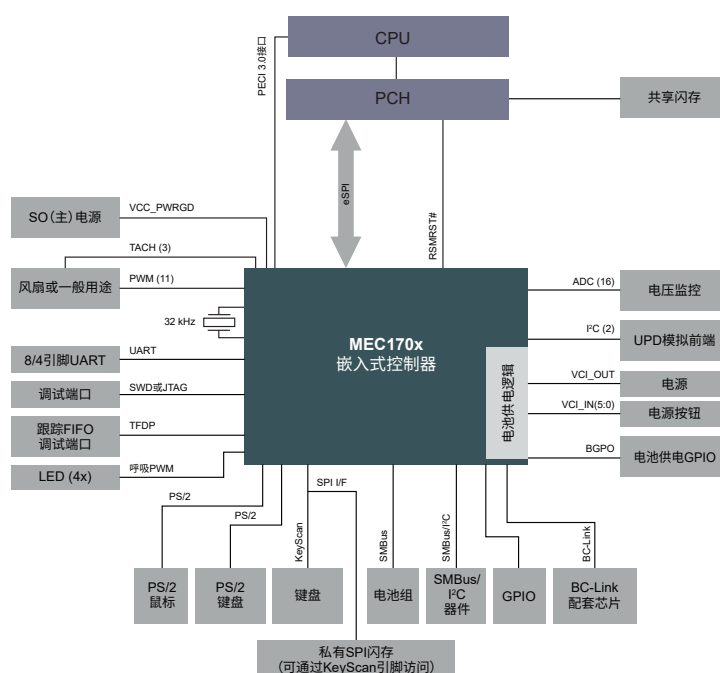 CPU
PECI 3.0接口
PCH
共享闪存
eSPI
RSMRST#
SO（主）电源
VCC_PWRGD
TACH (3)
风扇或一般用途
PWM (11)
32 kHz
8/4引脚UART
UART
调试端口
SWD或JTAG
跟踪FIFO
调试端口
TFDP
LED (4x)
呼吸PWM
MEC170x
嵌入式控制器
电池供电逻辑
ADC (16)
电压监控
I²C (2)
UPD模拟前端
VCI_OUT
电源
VCI_IN(5:0)
电源按钮
BGPO
电池供电GPIO
PS/2
PS/2
KeyScan
SPI I/F
SMBus
SMBus/I²C
BC-Link
PS/2
鼠标
PS/2
键盘
键盘
电池组
SMBus/
I²C
器件
GPIO
BC-Link
配套芯片
私有SPI闪存
(可通过KeyScan引脚访问)